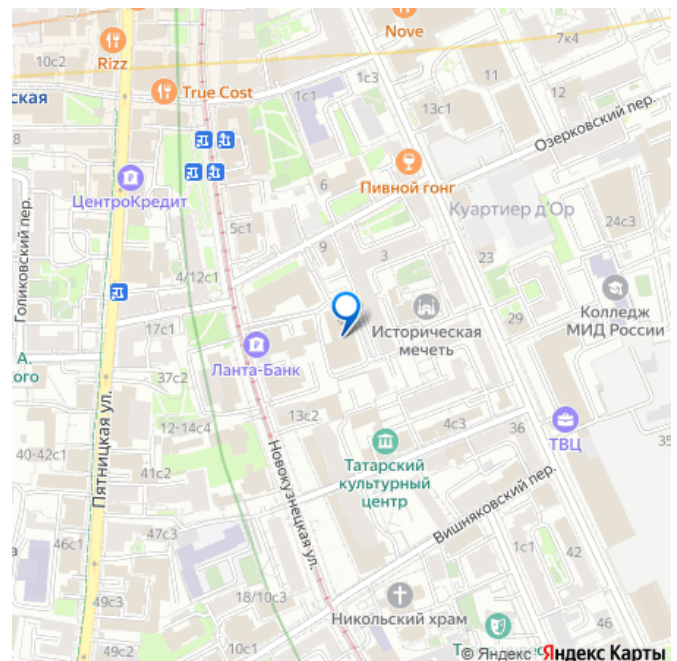 7к4
Nove
10с2
Rizz
1с3
11
True Cost
12
ская
1с1
13с1
Озерковский пер.
8
Пивной гонг
ЦентроКредит
6
Куартиер д'Ор
24с3
5с1
9
3
23
Голиковский пер.
4/12с1
Колледж
МИД России
Историческая
мечеть
29
17с1
А.
кого
Ланта-Банк
37с2
13с2
4с3
36
ТВЦ
35
12-14с4
Татарский
культурный
центр
40-42с1
41с2
Пятницкая ул.
Новокузнецкая ул.
Вишняковский пер.
47с3
46с1
1с1
42
18/10с3
49с3
Никольский храм
46
49с2
© Яндекс
Яндекс Карты